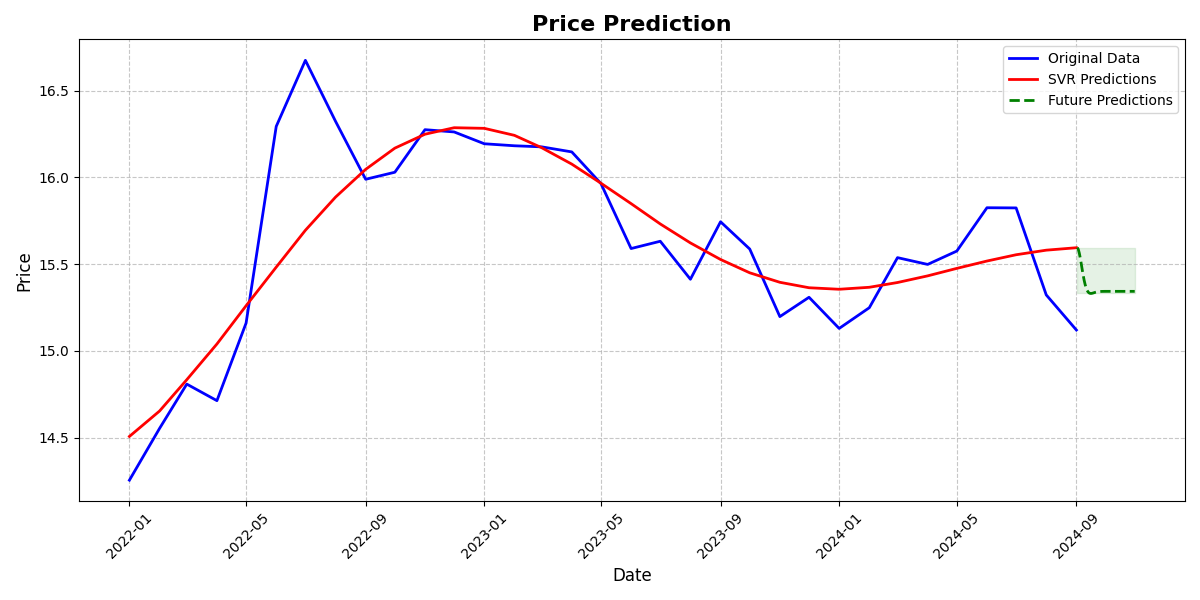 Price Prediction
Original Data
SVR Predictions
Future Predictions
Price
16.5
16.0
15.5
15.0
14.5
2022-01
2022-05
2022-09
2023-01
2023-05
2023-09
2024-01
2024-05
2024-09
Date